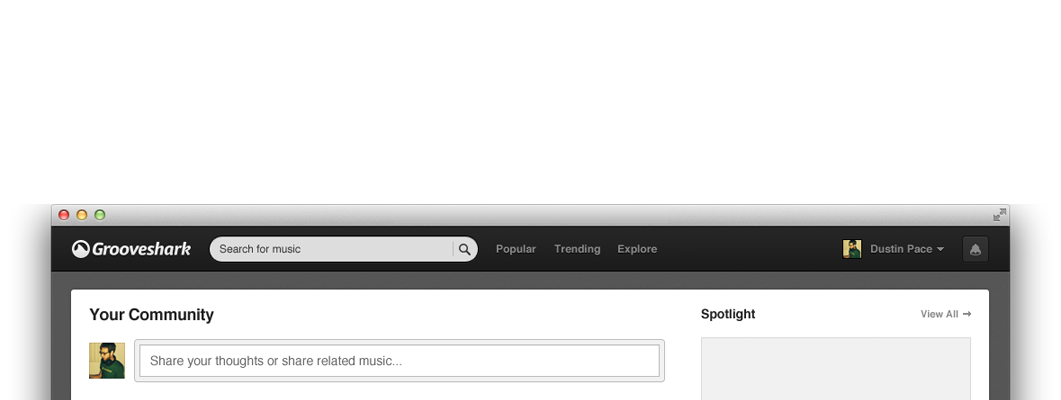 Grooveshark Search for music Popular Trending Explore Dustin Pace
Your Community Spotlight View All →
Share your thoughts or share related music...